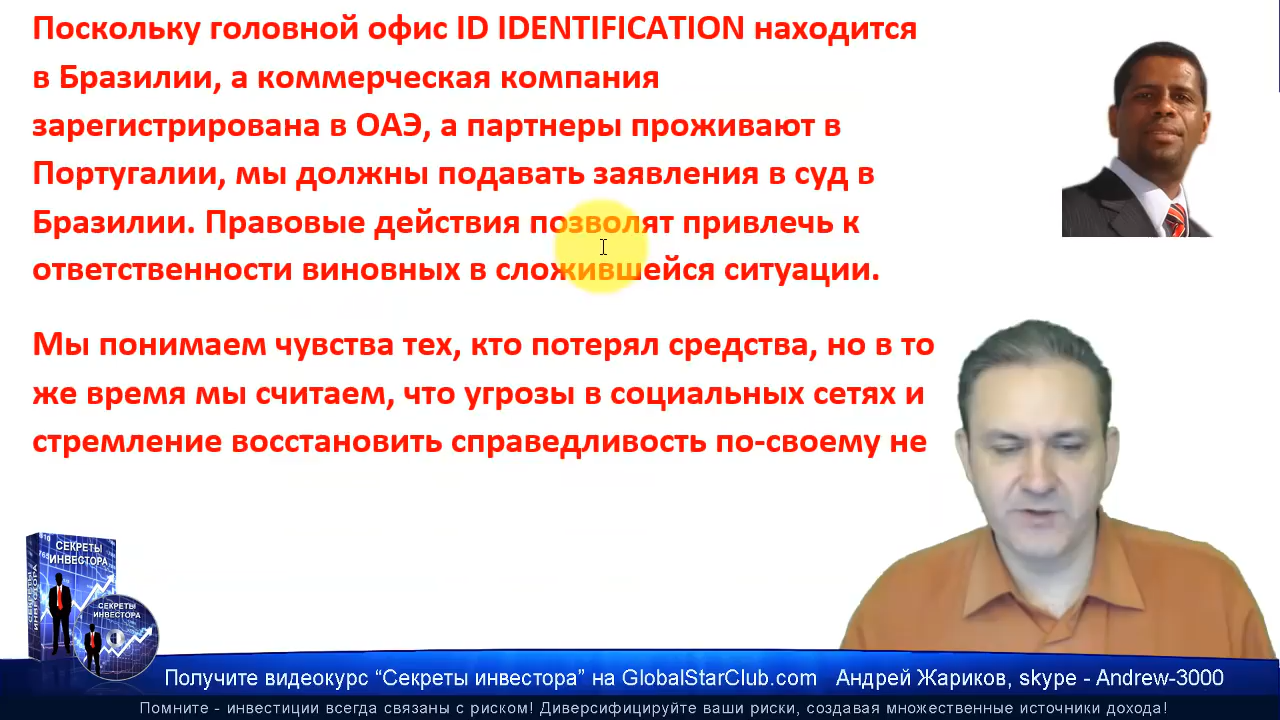 Поскольку головной офис ID IDENTIFICATION находится
в Бразилии, а коммерческая компания
зарегистрирована в ОАЭ, а партнеры проживают в
Португалии, мы должны подавать заявления в суд в
Бразилии. Правовые действия позволят привлечь к
ответственности виновных в сложившейся ситуации.
Мы понимаем чувства тех, кто потерял средства, но в то
же время мы считаем, что угрозы в социальных сетях и
стремление восстановить справедливость по-своему не
СЕКРЕТЫ
ИНВЕСТОРА
СЕКРЕТЫ
ИНВЕСТОРА
СЕКРЕТЫ
ИНВЕСТОРА
Получите видеокурс “Секреты инвестора” на GlobalStarClub.com Андрей Жариков, skype - Andrew-3000
Помните - инвестиции всегда связаны с риском! Диверсифицируйте ваши риски, создавая множественные источники дохода!